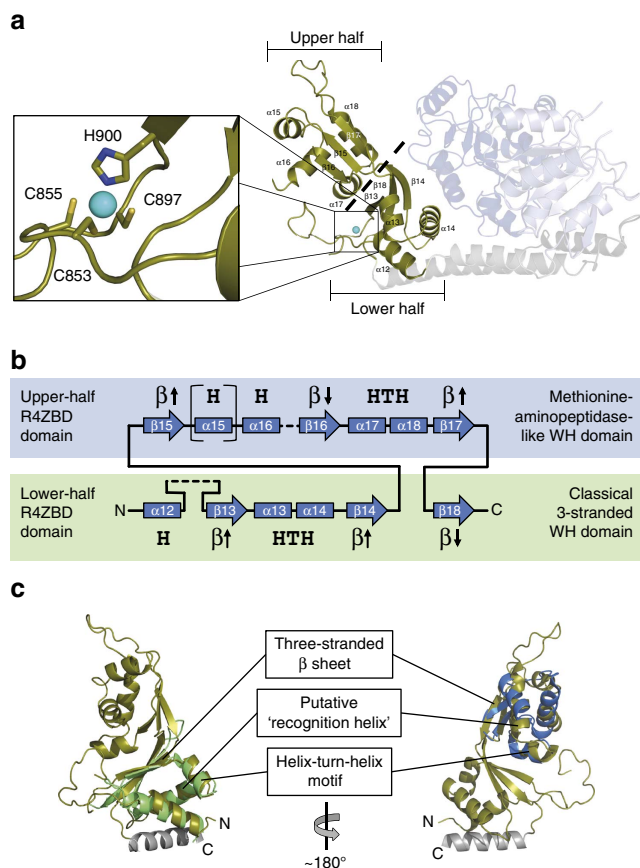 a
Upper half
H900
C855
C897
C853
α15
α18
β17
β15
α16
β16
β18
β14
α17
β13
α13
α14
α12
Lower half
b
Upper-half
R4ZBD
domain
β H H β HTH β
β15 α15 α16 β16 α17 α18 β17
Methionine-
aminopeptidase-
like WH domain
Lower-half
R4ZBD
domain
N α12 β13 α13 α14 β14 β18 C
H β HTH β β
Classical
3-stranded
WH domain
c
Three-stranded
β sheet
Putative
‘recognition helix’
Helix-turn-helix
motif
N
C
N
C
~180°